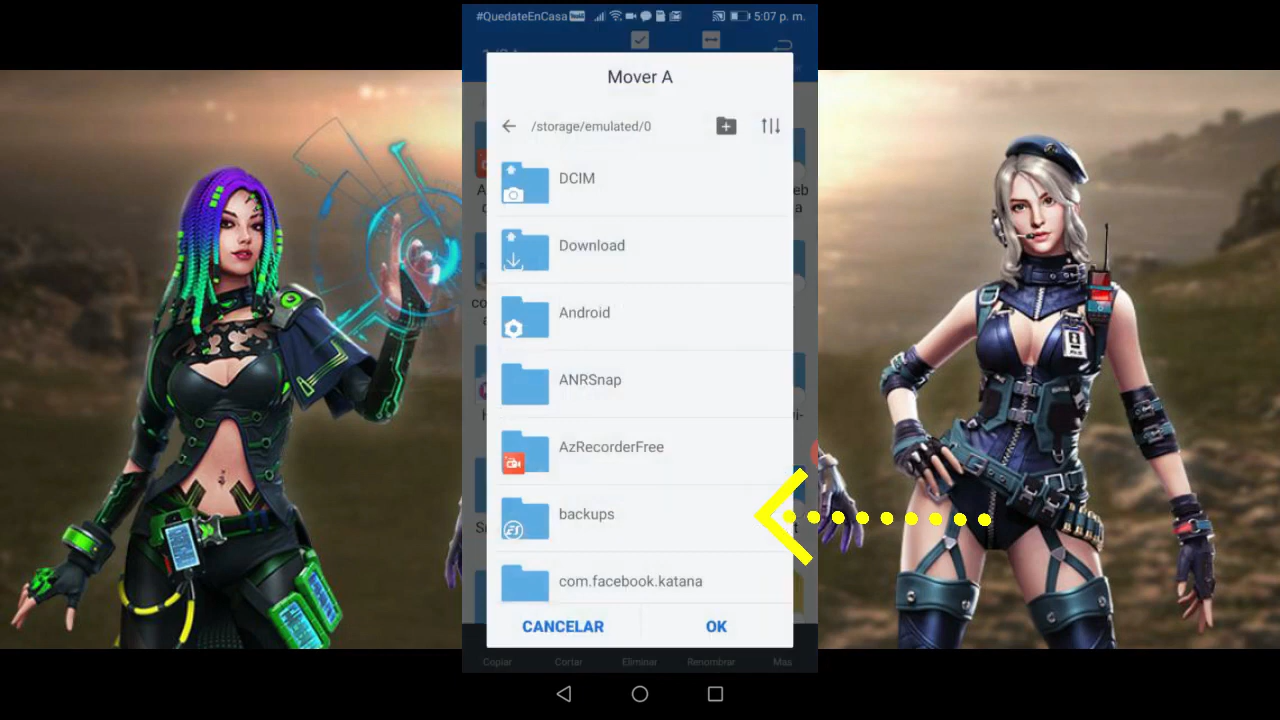 #QuedateEnCasa
5:07 p. m.
Mover A
/storage/emulated/0
DCIM
Download
Android
ANRSnap
AzRecorderFree
backups
com.facebook.katana
CANCELAR
OK
Copiar
Cortar
Eliminar
Renombrar
Mas